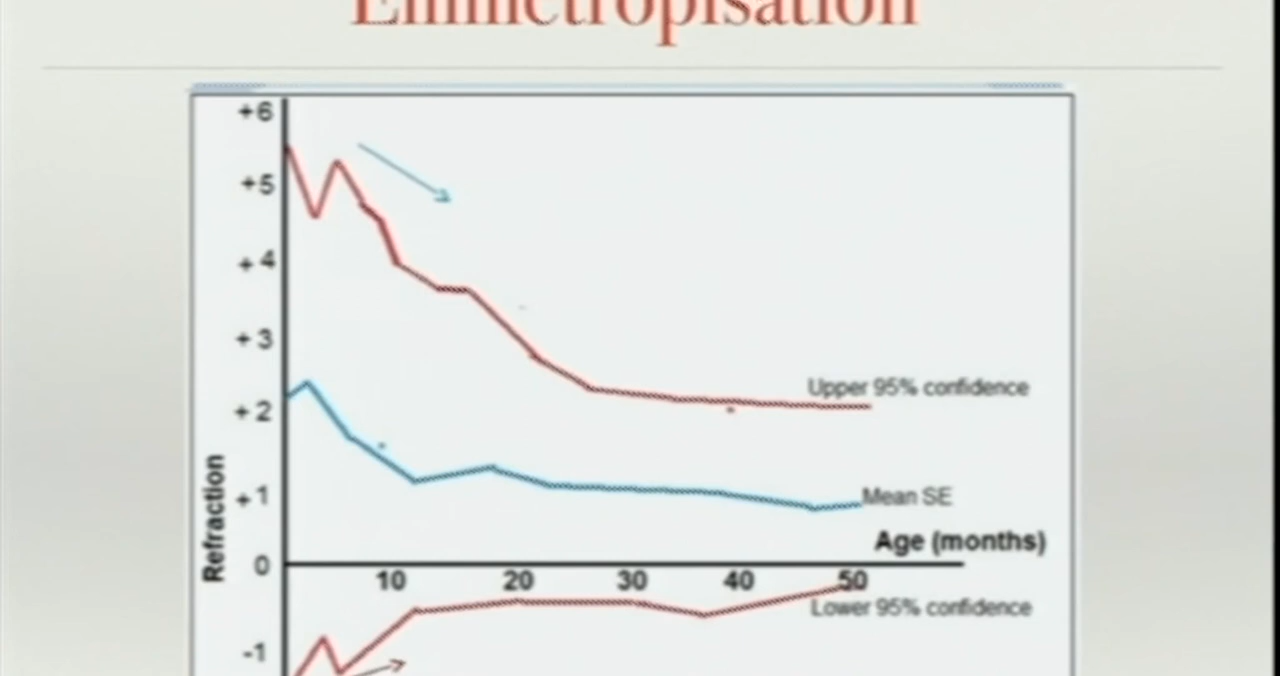 Emmetropisation
+6
+5
+4
+3
+2
+1
0
-1
Refraction
Upper 95% confidence
Mean SE
Age (months)
10 20 30 40 50
Lower 95% confidence